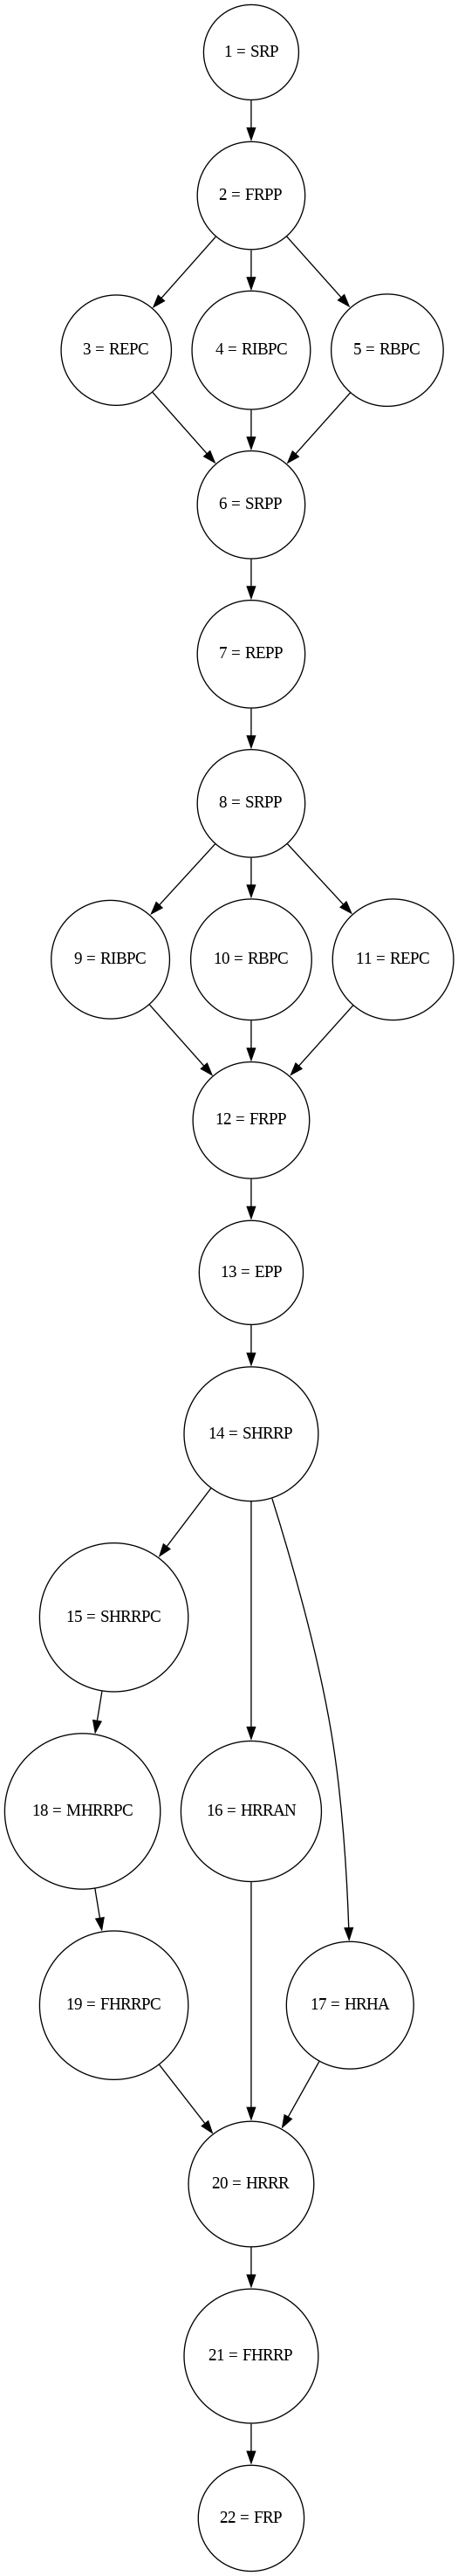 1 = SRP
2 = FRPP
3 = REPC
4 = RIBPC
5 = RBPC
6 = SRPP
7 = REPP
8 = SRPP
9 = RIBPC
10 = RBPC
11 = REPC
12 = FRPP
13 = EPP
14 = SHRRP
15 = SHRRPC
18 = MHRRPC
16 = HRRAN
19 = FHRRPC
17 = HRHA
20 = HRRR
21 = FHRRP
22 = FRP